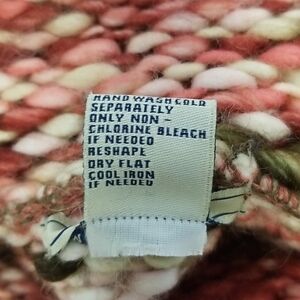 HAND WASH COLD
SEPARATELY
ONLY NON -
CHLORINE BLEACH
IF NEEDED
RESHAPE
DRY FLAT
COOL IRON
IF NEEDED